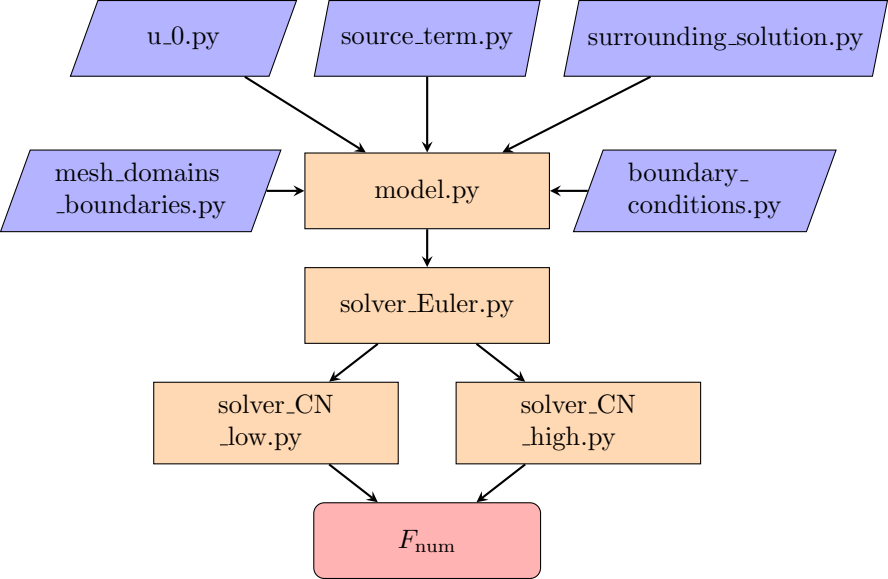 u_0.py
source_term.py
surrounding_solution.py
mesh_domains
_boundaries.py
model.py
boundary_
conditions.py
solver_Euler.py
solver_CN
_low.py
solver_CN
_high.py
F_num